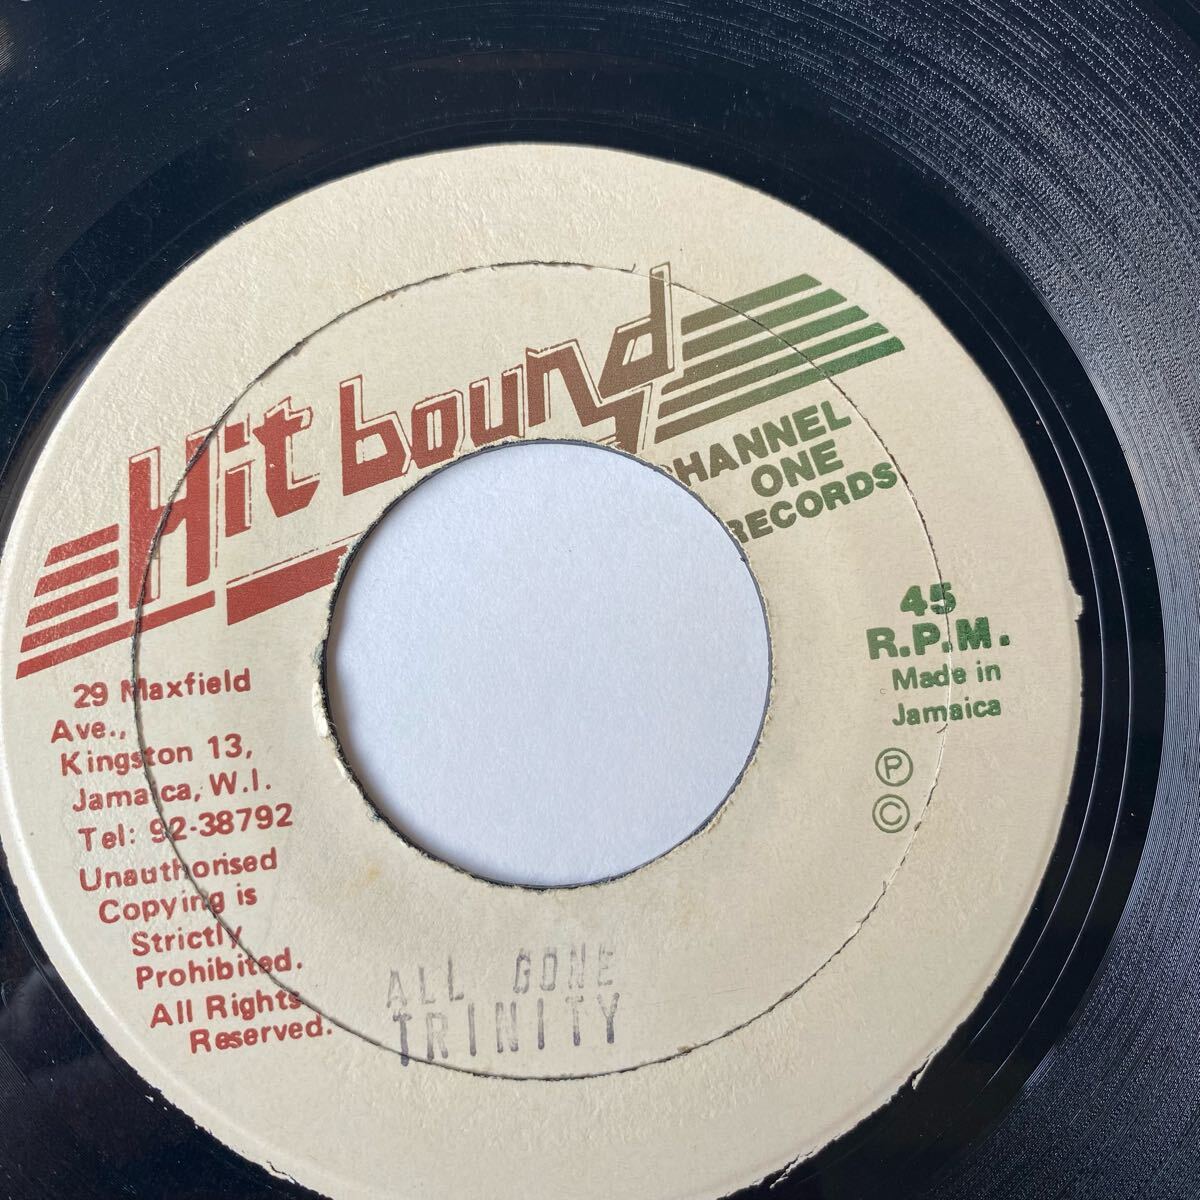 Hit bound
CHANNEL
ONE
RECORDS
45
R.P.M.
Made in
Jamaica
Ⓟ
©
29 Maxfield
Ave.,
Kingston 13,
Jamaica, W.I.
Tel: 92-38792
Unauthorised
Copying is
Strictly
Prohibited.
All Rights
Reserved.
ALL GONE
TRINITY